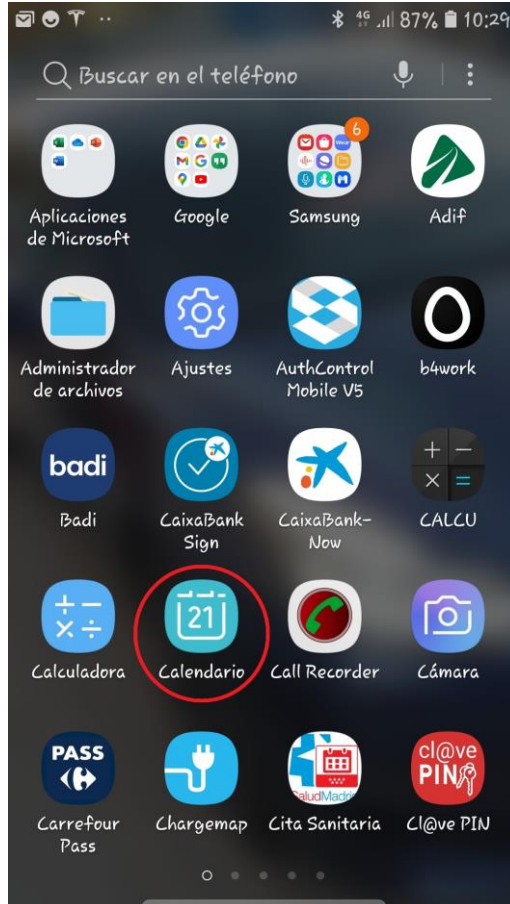 4G 87% 10:29
Buscar en el teléfono
6
Aplicaciones de Microsoft
Google
Samsung
Adif
Administrador de archivos
Ajustes
AuthControl Mobile V5
b4work
badi
Badi
CaixaBank Sign
CaixaBank-Now
+ − × =
CALCU
+ − × ÷
Calculadora
21
Calendario
Call Recorder
Cámara
PASS
Carrefour Pass
Chargemap
SaludMadrid
Cita Sanitaria
cl@ve
PIN
Cl@ve PIN